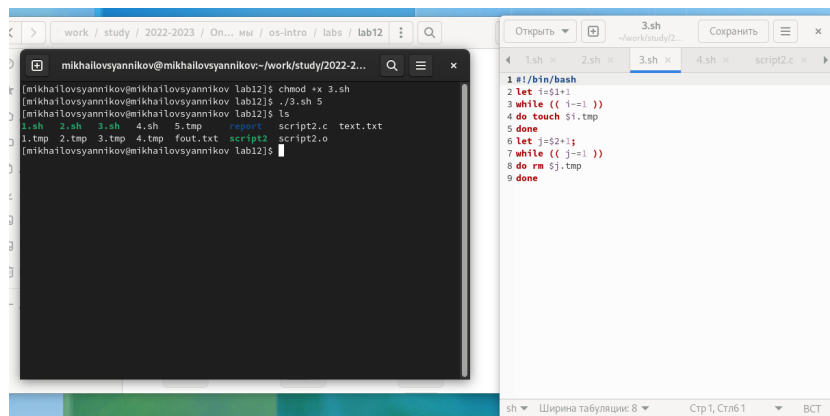 work / study / 2022-2023 / Оп… мы / os-intro / labs / lab12
mikhailovsyannikov@mikhailovsyannikov:~/work/study/2022-2…
[mikhailovsyannikov@mikhailovsyannikov lab12]$ chmod +x 3.sh
[mikhailovsyannikov@mikhailovsyannikov lab12]$ ./3.sh 5
[mikhailovsyannikov@mikhailovsyannikov lab12]$ ls
1.sh 2.sh 3.sh 4.sh 5.tmp report script2.c text.txt
1.tmp 2.tmp 3.tmp 4.tmp fout.txt script2 script2.o
[mikhailovsyannikov@mikhailovsyannikov lab12]$
Открыть
3.sh
~/work/study/2…
Сохранить
1.sh 2.sh 3.sh 4.sh script2.c
1 #!/bin/bash
2 let i=$1+1
3 while (( i-=1 ))
4 do touch $i.tmp
5 done
6 let j=$2+1;
7 while (( j-=1 ))
8 do rm $j.tmp
9 done
sh Ширина табуляции: 8 Стр 1, Стлб 1 ВСТ